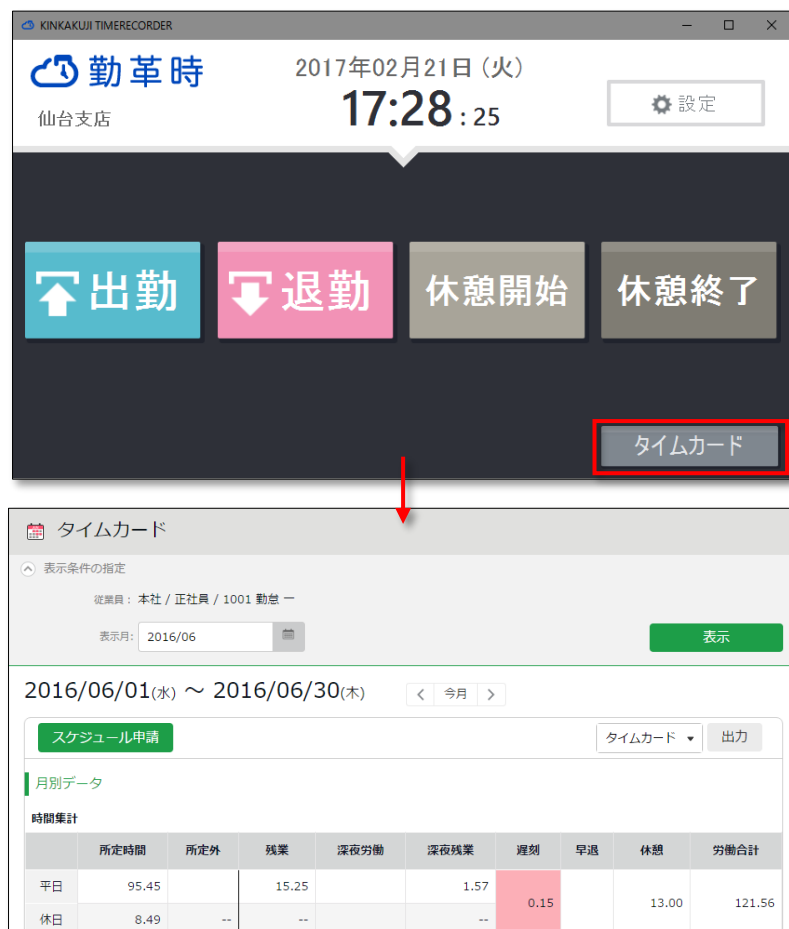 KINKAKUJI TIMERECORDER
勤革時
2017年02月21日（火）
仙台支店
17:28 : 25
設定
出勤 退勤 休憩開始 休憩終了
タイムカード
タイムカード
表示条件の指定
従業員： 本社 / 正社員 / 1001 勤怠 一
表示月: 2016/06 表示
2016/06/01(水) ～ 2016/06/30(木) 今月
スケジュール申請 タイムカード 出力
月別データ
時間集計
所定時間 所定外 残業 深夜労働 深夜残業 遅刻 早退 休憩 労働合計
平日 95.45 15.25 1.57
0.15 13.00 121.56
休日 8.49 -- -- --